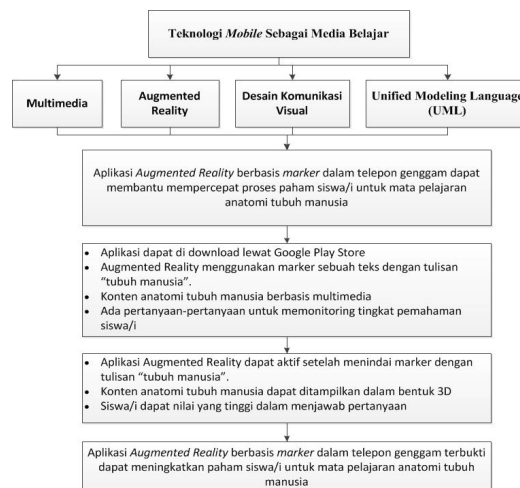 Teknologi Mobile Sebagai Media Belajar
Multimedia
Augmented
Reality
Desain Komunikasi
Visual
Unified Modeling Language
(UML)
Aplikasi Augmented Reality berbasis marker dalam telepon genggam dapat
membantu mempercepat proses paham siswa/i untuk mata pelajaran
anatomi tubuh manusia
• Aplikasi dapat di download lewat Google Play Store
• Augmented Reality menggunakan marker sebuah teks dengan tulisan
“tubuh manusia”.
• Konten anatomi tubuh manusia berbasis multimedia
• Ada pertanyaan-pertanyaan untuk memonitoring tingkat pemahaman
siswa/i
• Aplikasi Augmented Reality dapat aktif setelah menindai marker dengan
tulisan “tubuh manusia”.
• Konten anatomi tubuh manusia dapat ditampilkan dalam bentuk 3D
• Siswa/i dapat nilai yang tinggi dalam menjawab pertanyaan
Aplikasi Augmented Reality berbasis marker dalam telepon genggam terbukti
dapat meningkatkan paham siswa/i untuk mata pelajaran anatomi tubuh
manusia